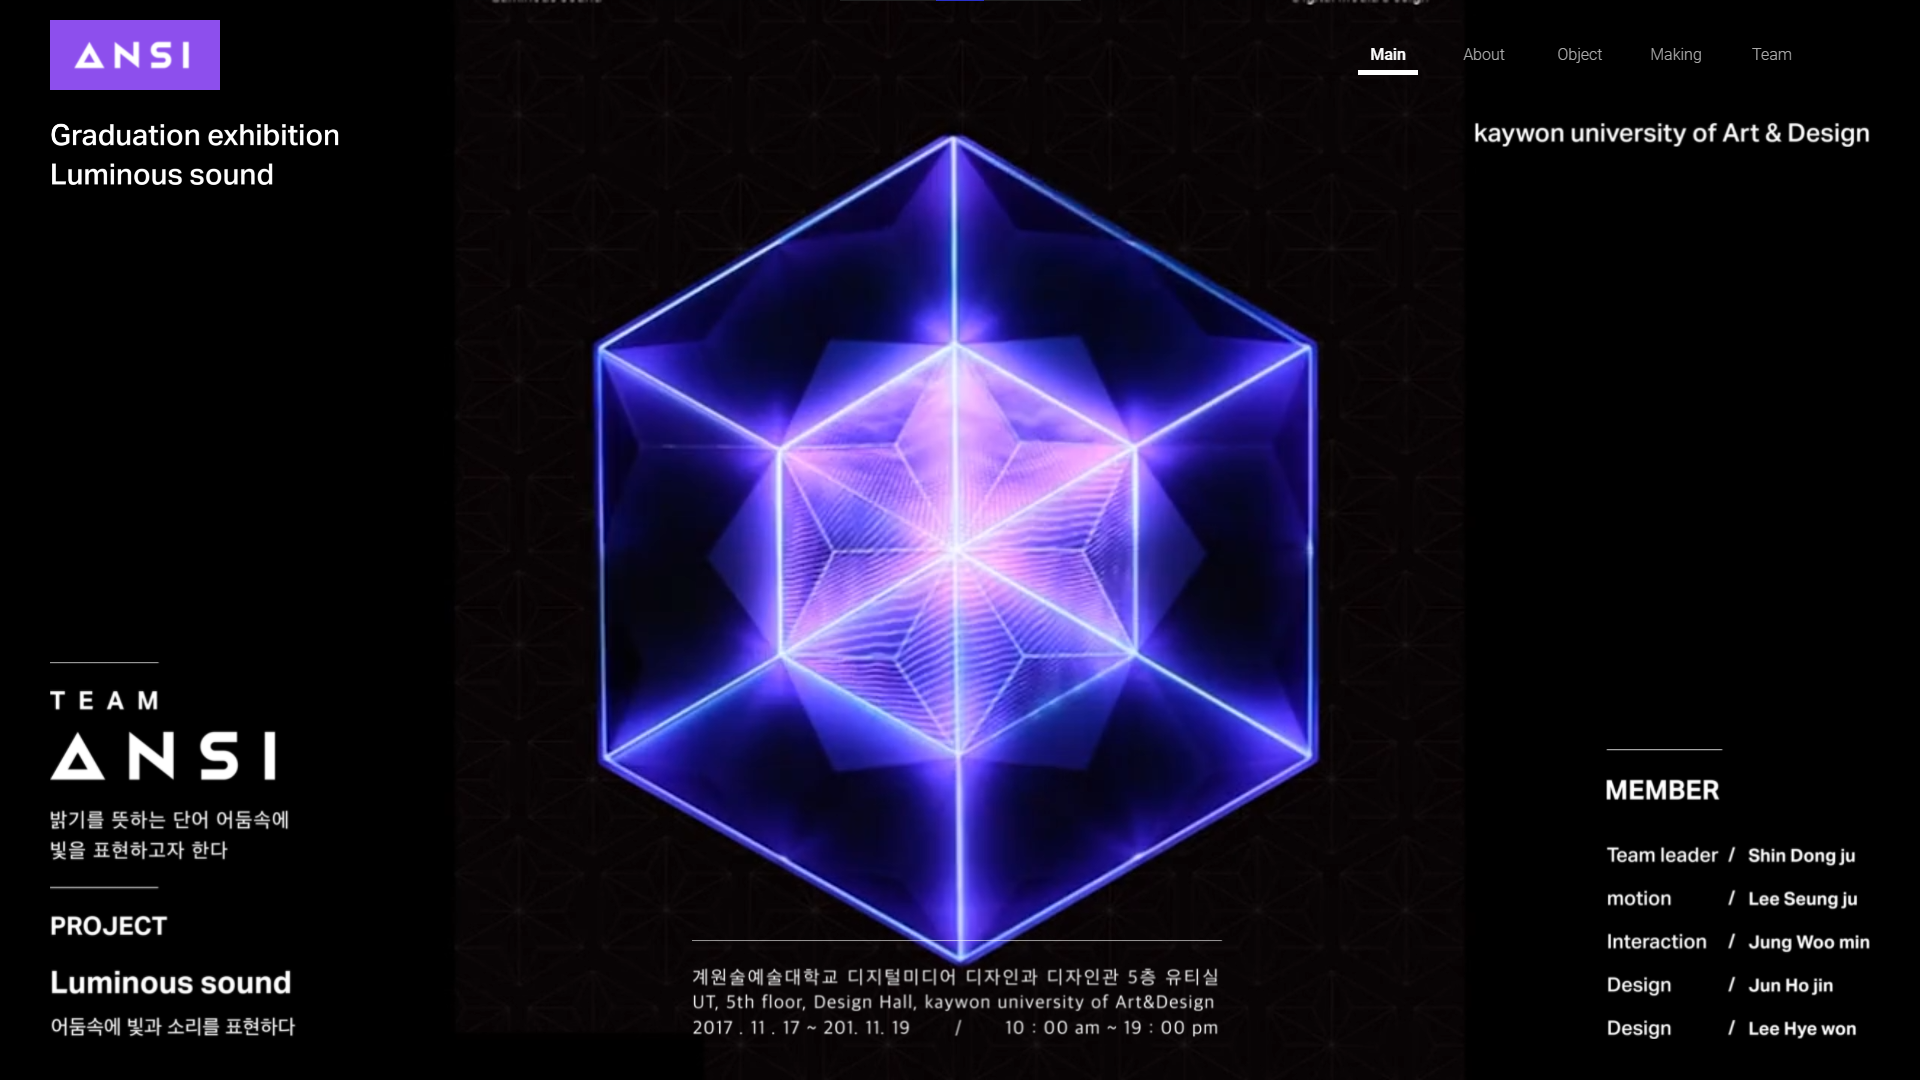 ANSI
Main
About
Object
Making
Team
Graduation exhibition
Luminous sound
kaywon university of Art & Design
TEAM
ANSI
밝기를 뜻하는 단어 어둠속에
빛을 표현하고자 한다
PROJECT
Luminous sound
어둠속에 빛과 소리를 표현하다
계원술예술대학교 디지털미디어 디자인과 디자인관 5층 유티실
UT, 5th floor, Design Hall, kaywon university of Art&Design
2017 . 11 . 17 ~ 201. 11. 19 / 10 : 00 am ~ 19 : 00 pm
MEMBER
Team leader / Shin Dong ju
motion / Lee Seung ju
Interaction / Jung Woo min
Design / Jun Ho jin
Design / Lee Hye won